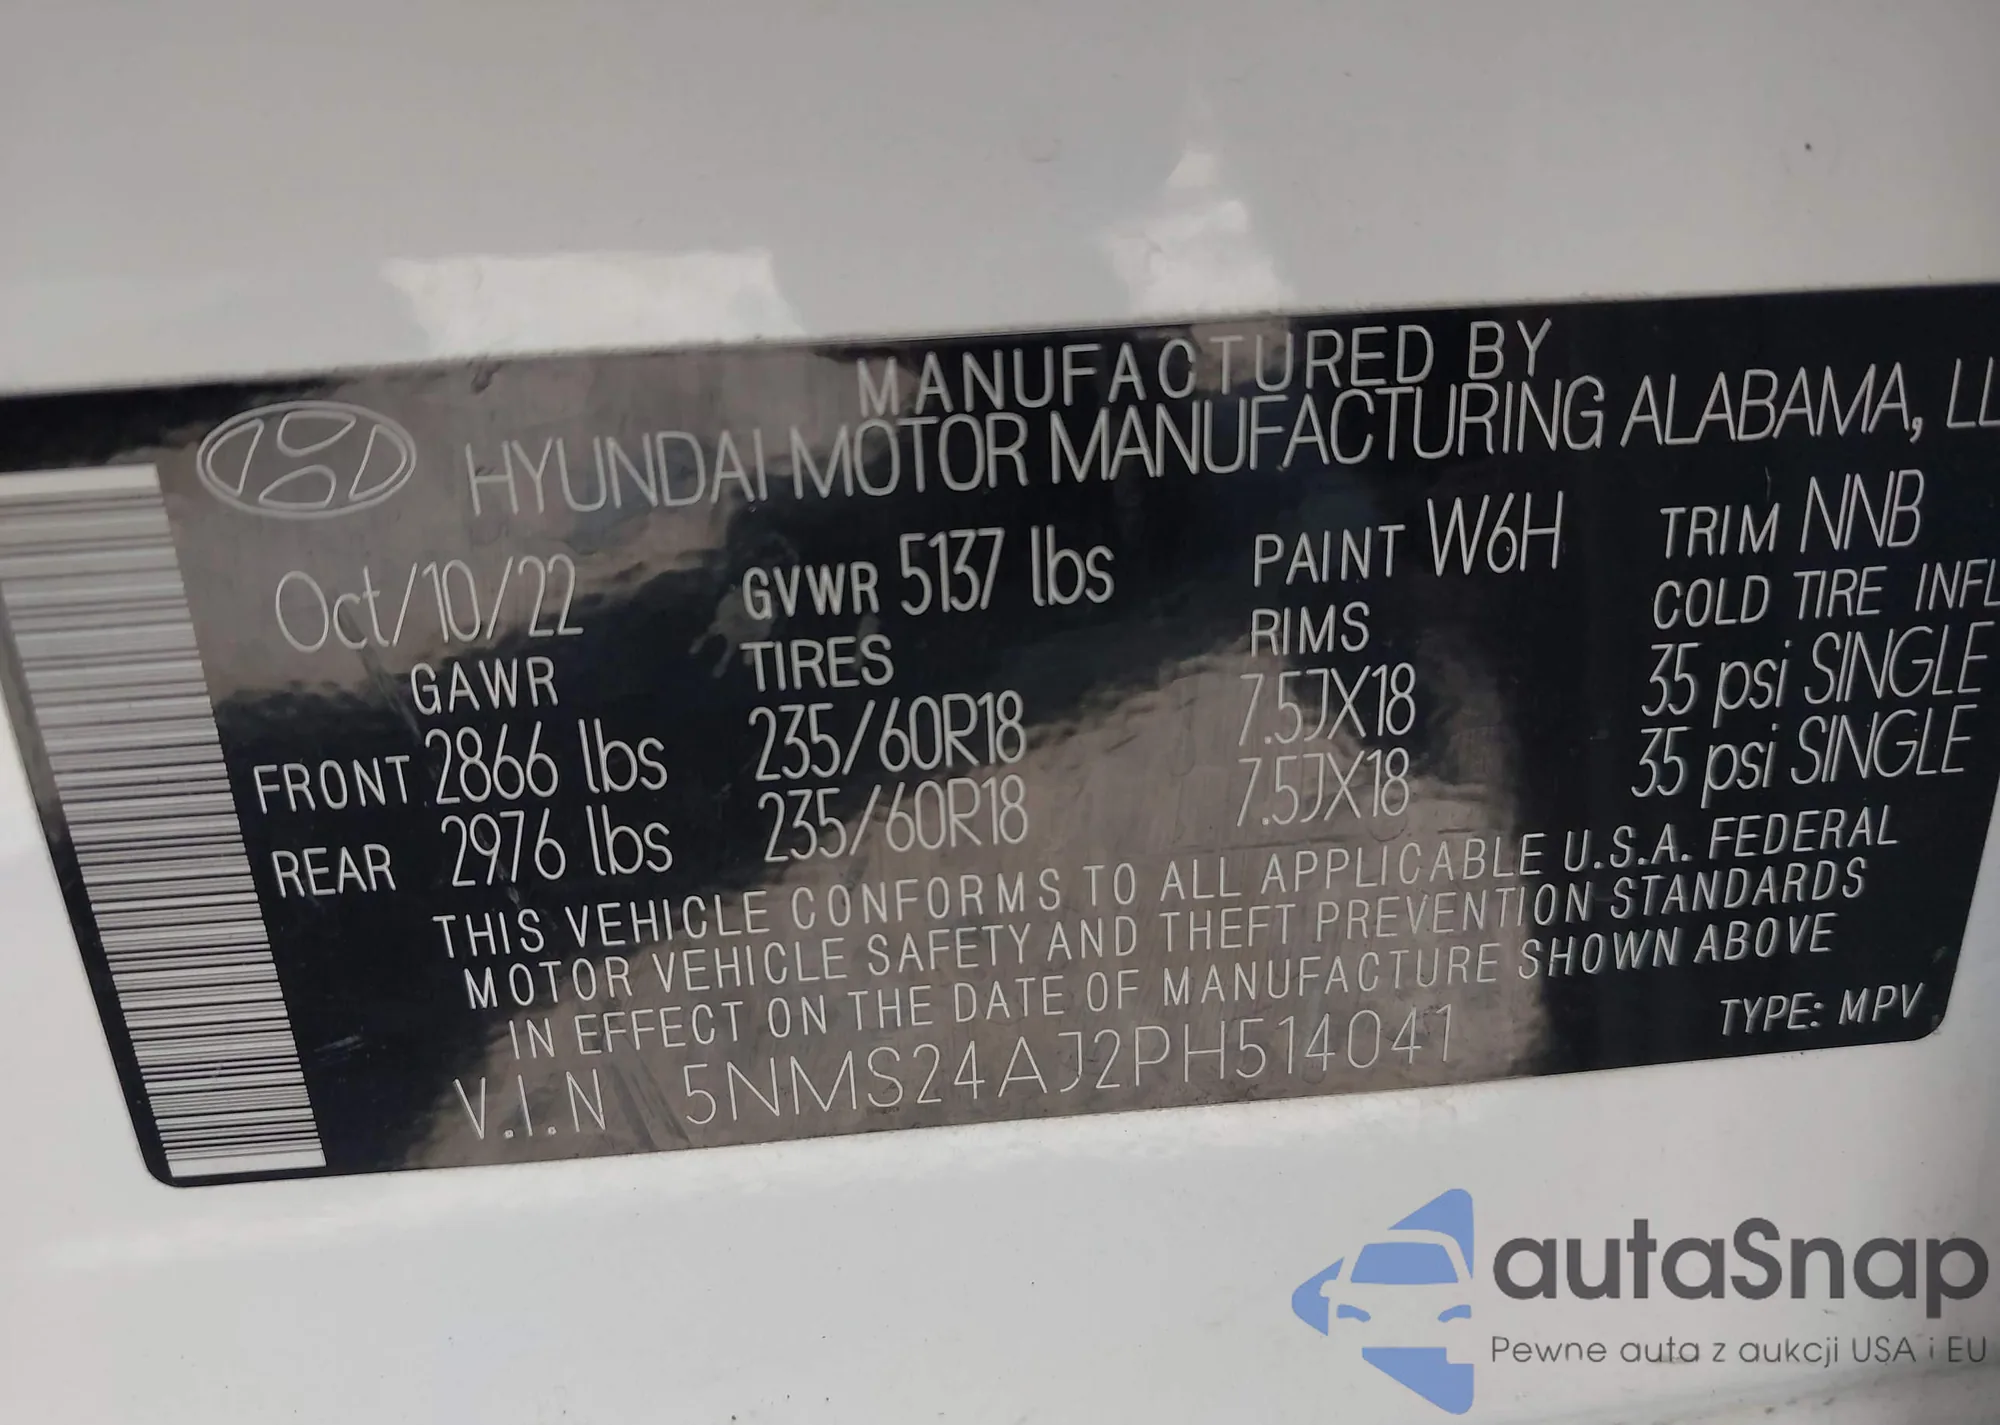 MANUFACTURED BY
HYUNDAI MOTOR MANUFACTURING ALABAMA, LL
Oct/10/22 GVWR 5137 lbs PAINT W6H TRIM NNB
GAWR TIRES RIMS COLD TIRE INFL
FRONT 2866 lbs 235/60R18 7.5JX18 35 psi SINGLE
REAR 2976 lbs 235/60R18 7.5JX18 35 psi SINGLE
THIS VEHICLE CONFORMS TO ALL APPLICABLE U.S.A. FEDERAL
MOTOR VEHICLE SAFETY AND THEFT PREVENTION STANDARDS
IN EFFECT ON THE DATE OF MANUFACTURE SHOWN ABOVE
V.I.N 5NMS24AJ2PH514041 TYPE: MPV
autaSnap
Pewne auta z aukcji USA i EU